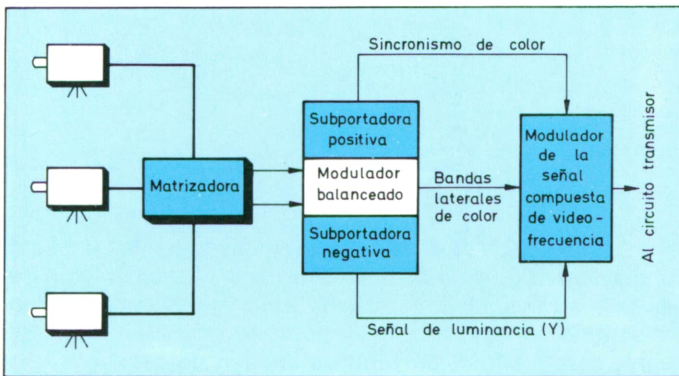 Sincronismo de color
Subportadora
positiva
Matrizadora
Modulador
balanceado
Subportadora
negativa
Bandas
laterales
de color
Señal de luminancia (Y)
Modulador
de la
señal
compuesta
de video-
frecuencia
Al circuito transmisor